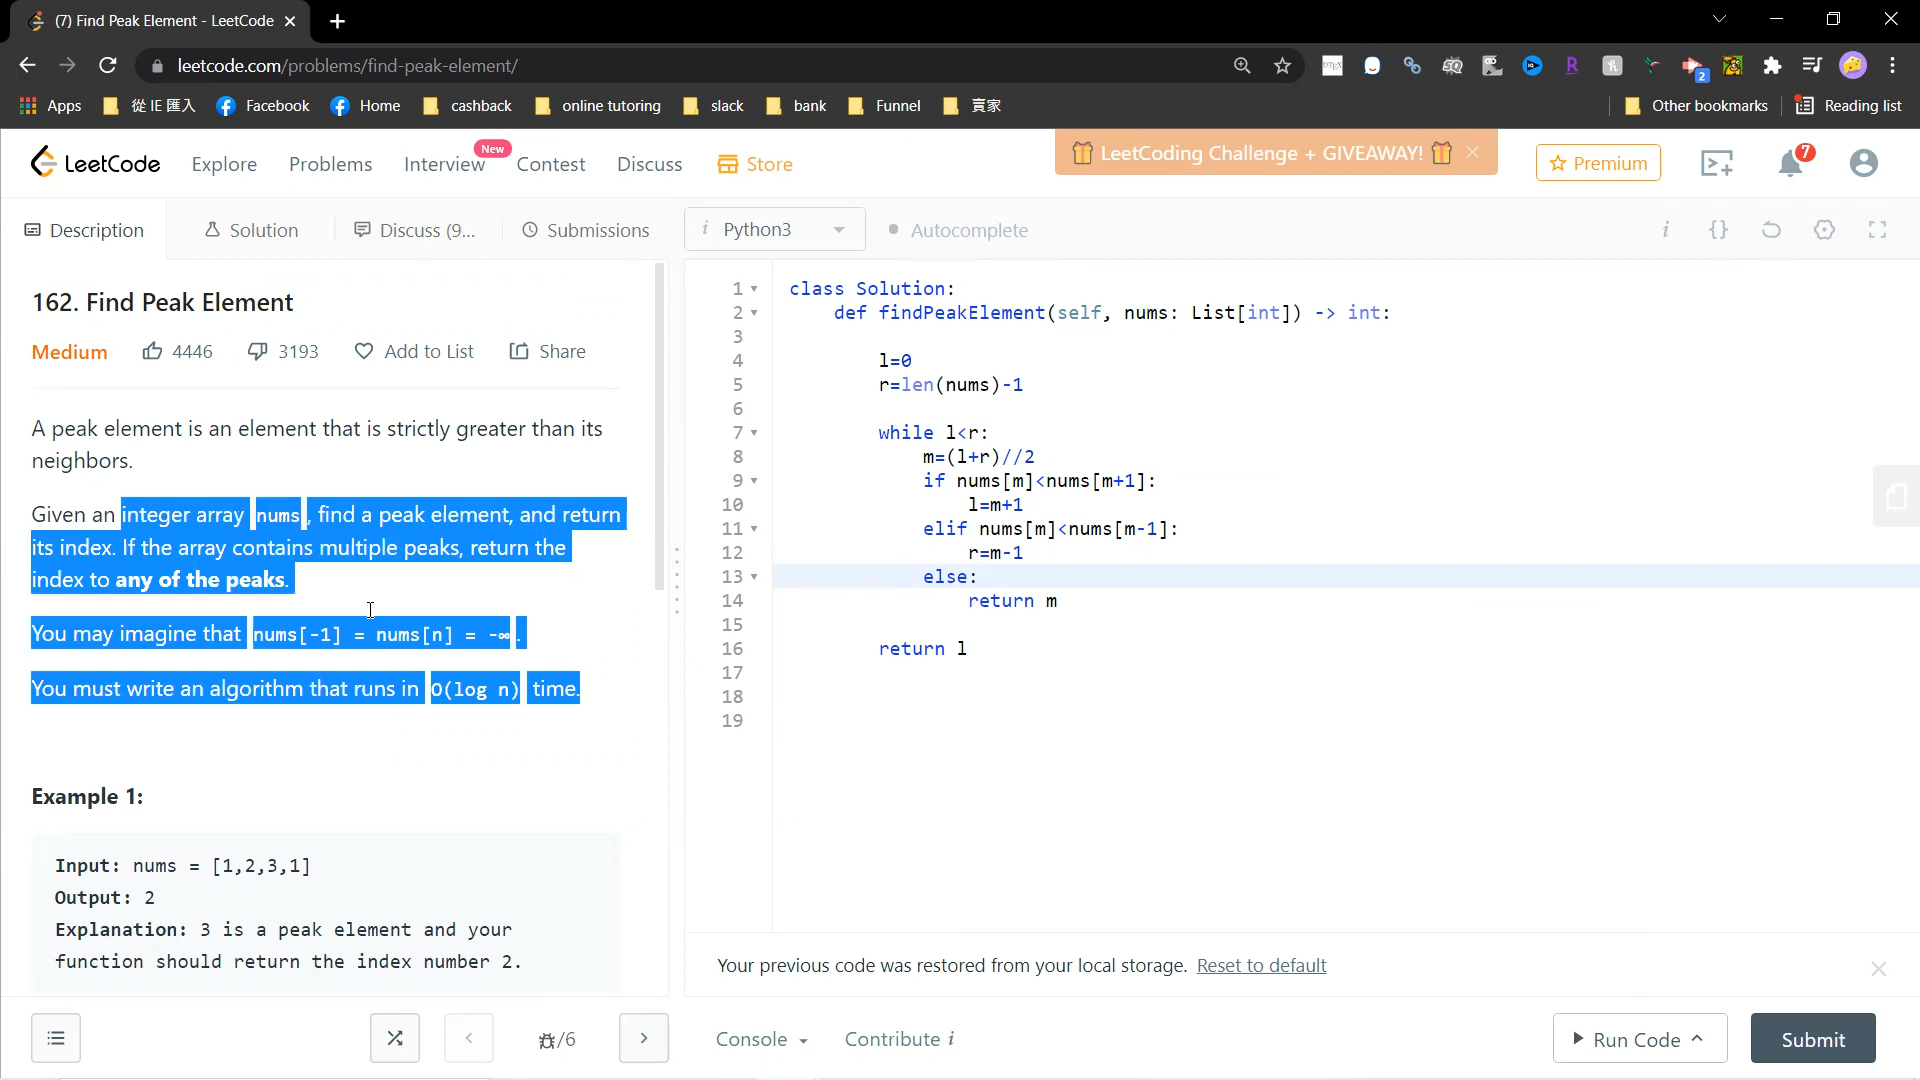 (7) Find Peak Element - LeetCode
leetcode.com/problems/find-peak-element/
2
Apps 從 IE 匯入 Facebook Home cashback online tutoring slack bank Funnel 賣家 Other bookmarks Reading list
LeetCode Explore Problems Interview New Contest Discuss Store LeetCoding Challenge + GIVEAWAY! Premium 7
Description Solution Discuss (9... Submissions i Python3 Autocomplete i {}
162. Find Peak Element
Medium 4446 3193 Add to List Share
A peak element is an element that is strictly greater than its
neighbors.
Given an integer array nums, find a peak element, and return
its index. If the array contains multiple peaks, return the
index to any of the peaks.
You may imagine that nums[-1] = nums[n] = -∞.
You must write an algorithm that runs in O(log n) time.
Example 1:
Input: nums = [1,2,3,1]
Output: 2
Explanation: 3 is a peak element and your
function should return the index number 2.
/6
1 class Solution:
2 def findPeakElement(self, nums: List[int]) -> int:
3
4 l=0
5 r=len(nums)-1
6
7 while l<r:
8 m=(l+r)//2
9 if nums[m]<nums[m+1]:
10 l=m+1
11 elif nums[m]<nums[m-1]:
12 r=m-1
13 else:
14 return m
15
16 return l
17
18
19
Your previous code was restored from your local storage. Reset to default
Console Contribute i Run Code Submit